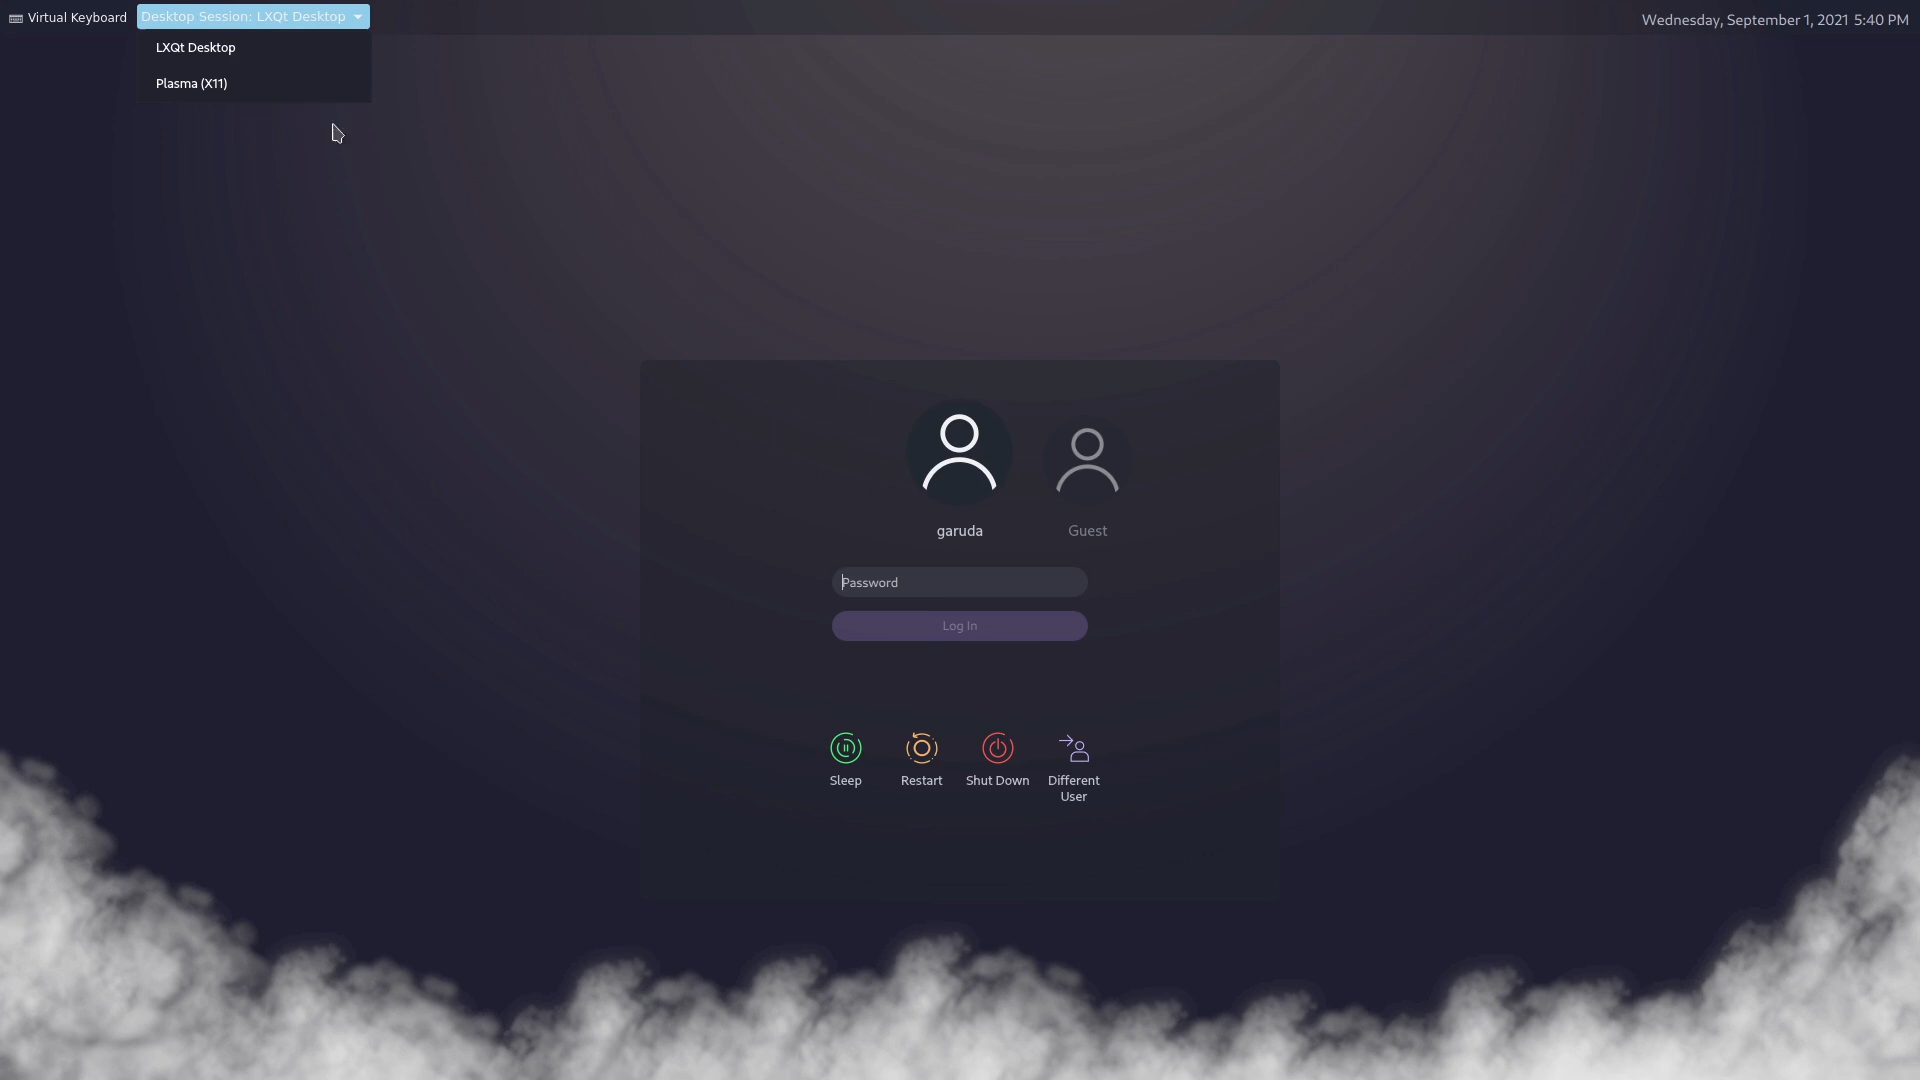 Virtual Keyboard
Desktop Session: LXQt Desktop
Wednesday, September 1, 2021 5:40 PM
LXQt Desktop
Plasma (X11)
garuda
Guest
Password
Log In
Sleep
Restart
Shut Down
Different
User